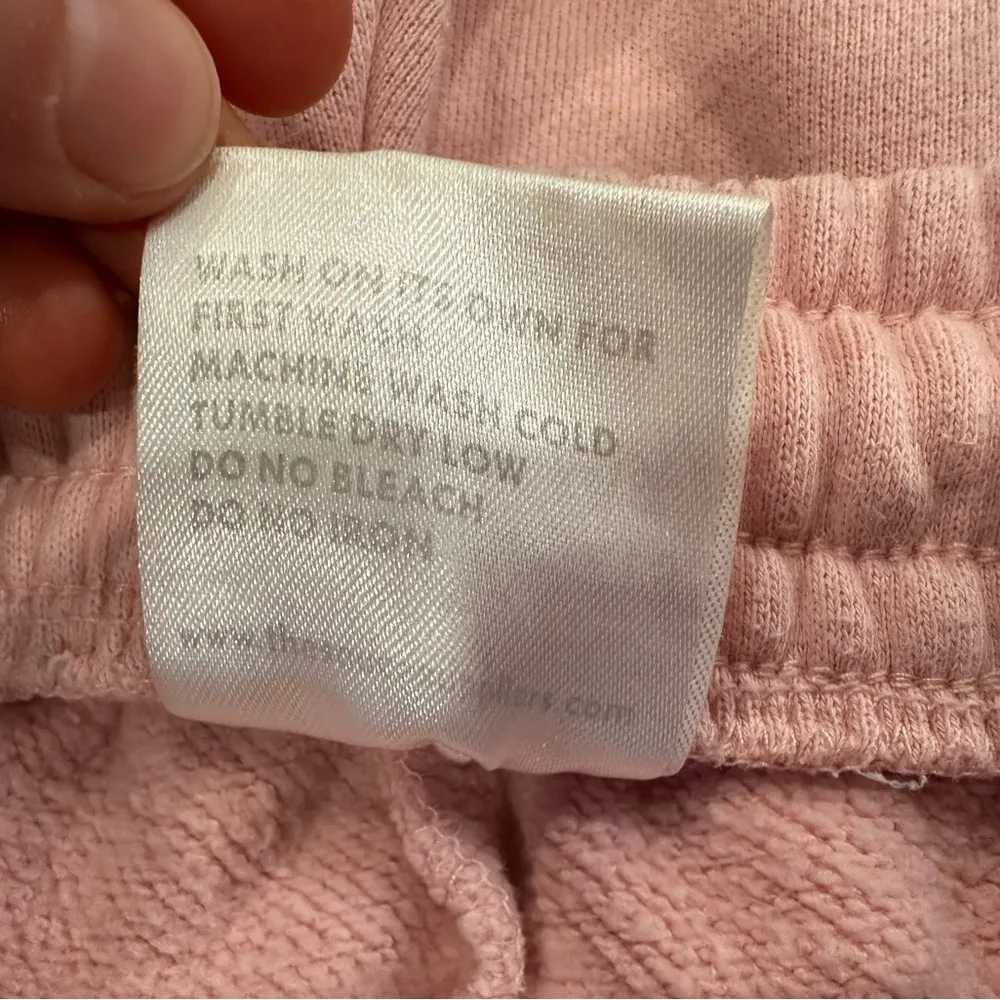 WASH ON ITS OWN FOR
FIRST WASH
MACHINE WASH COLD
TUMBLE DRY LOW
DO NO BLEACH
DO NO IRON